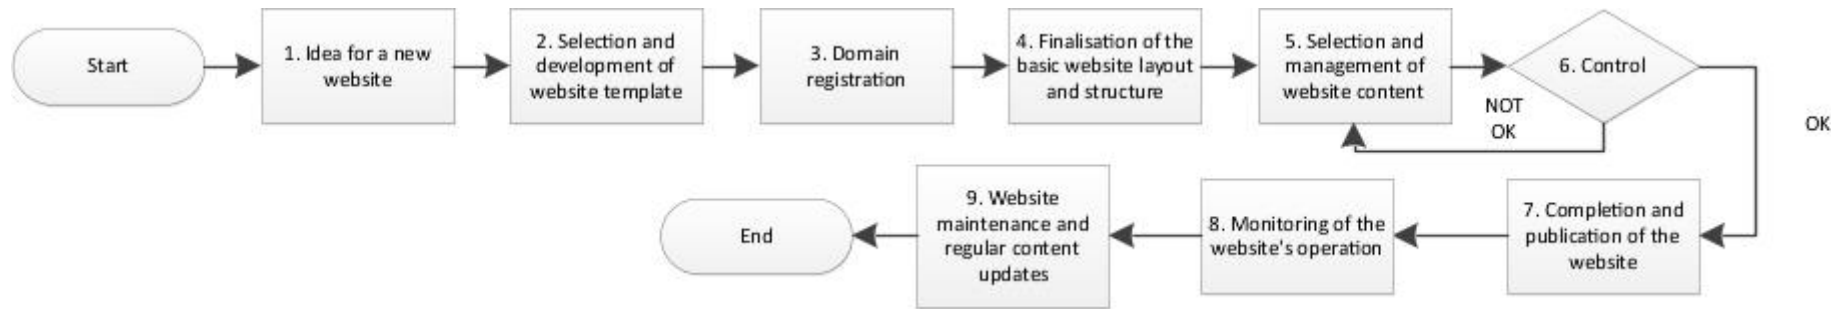 Start
1. Idea for a new
website
2. Selection and
development of
website template
3. Domain
registration
4. Finalisation of the
basic website layout
and structure
5. Selection and
management of
website content
6. Control
NOT
OK
OK
7. Completion and
publication of the
website
8. Monitoring of the
website's operation
9. Website
maintenance and
regular content
updates
End